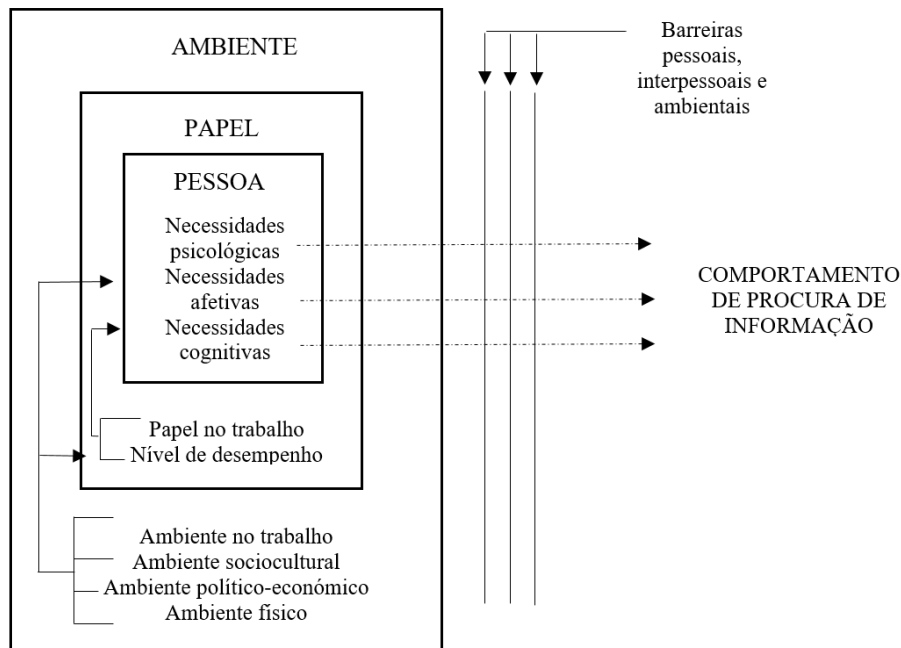 AMBIENTE
PAPEL
PESSOA
Necessidades
psicológicas
Necessidades
afetivas
Necessidades
cognitivas
Papel no trabalho
Nível de desempenho
Ambiente no trabalho
Ambiente sociocultural
Ambiente político-económico
Ambiente físico
Barreiras
pessoais,
interpessoais e
ambientais
COMPORTAMENTO
DE PROCURA DE
INFORMAÇÃO